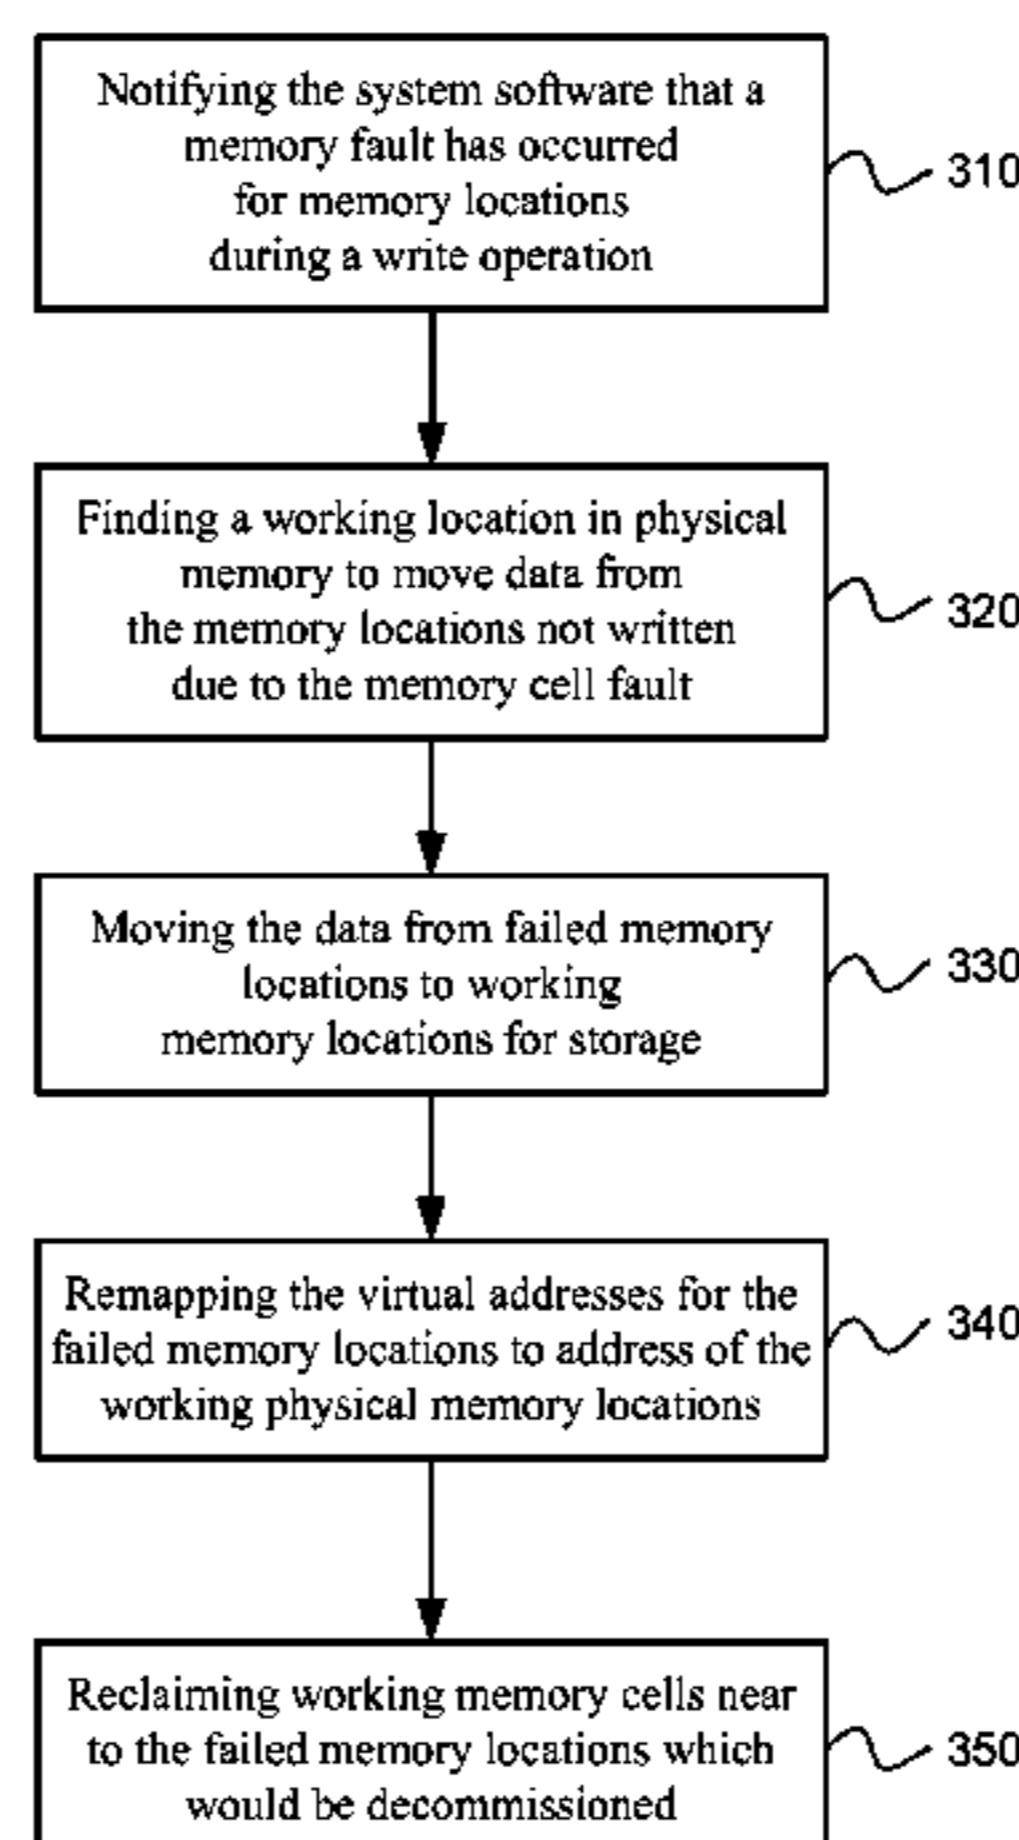 Notifying the system software that a
memory fault has occurred
for memory locations
during a write operation
310
Finding a working location in physical
memory to move data from
the memory locations not written
due to the memory cell fault
320
Moving the data from failed memory
locations to working
memory locations for storage
330
Remapping the virtual addresses for the
failed memory locations to address of the
working physical memory locations
340
Reclaiming working memory cells near
to the failed memory locations which
would be decommissioned
350